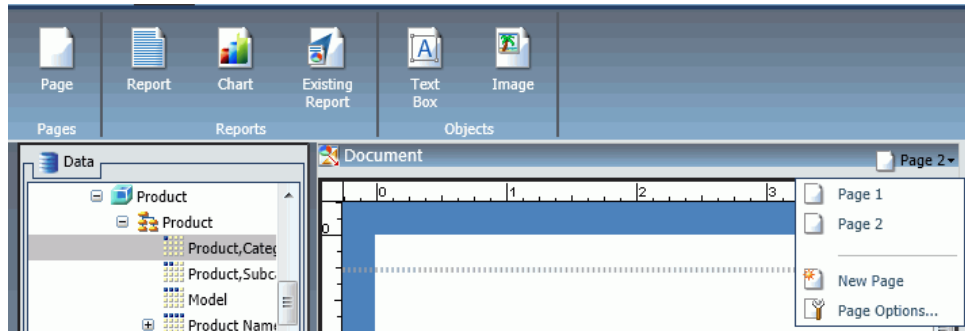 Page
Report
Chart
Existing
Report
Text
Box
Image
Pages
Reports
Objects
Data
Document
Page 2
Product
Product
Product,Categ
Product,Subc
Model
Product Name
0
1
2
3
0
Page 1
Page 2
New Page
Page Options...